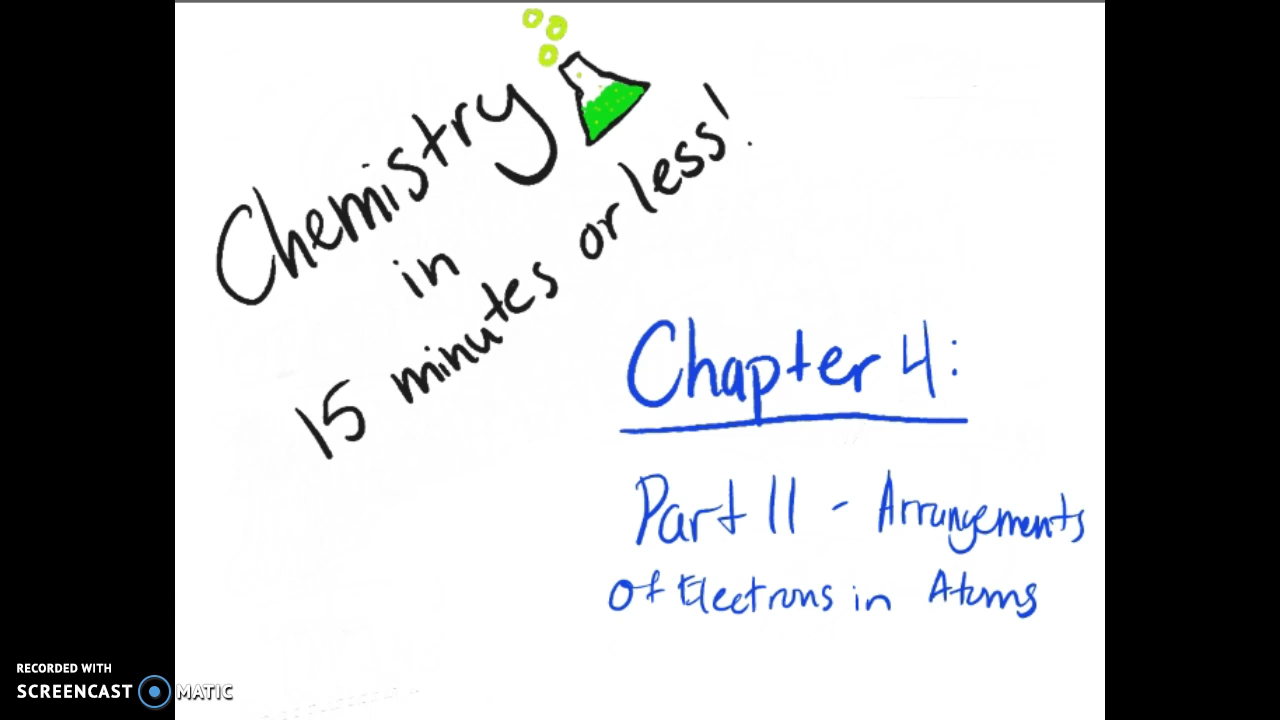 Chemistry
in
15 minutes or less!
Chapter 4:
Part II - Arrangements
of Electrons in Atoms
RECORDED WITH
SCREENCAST MATIC